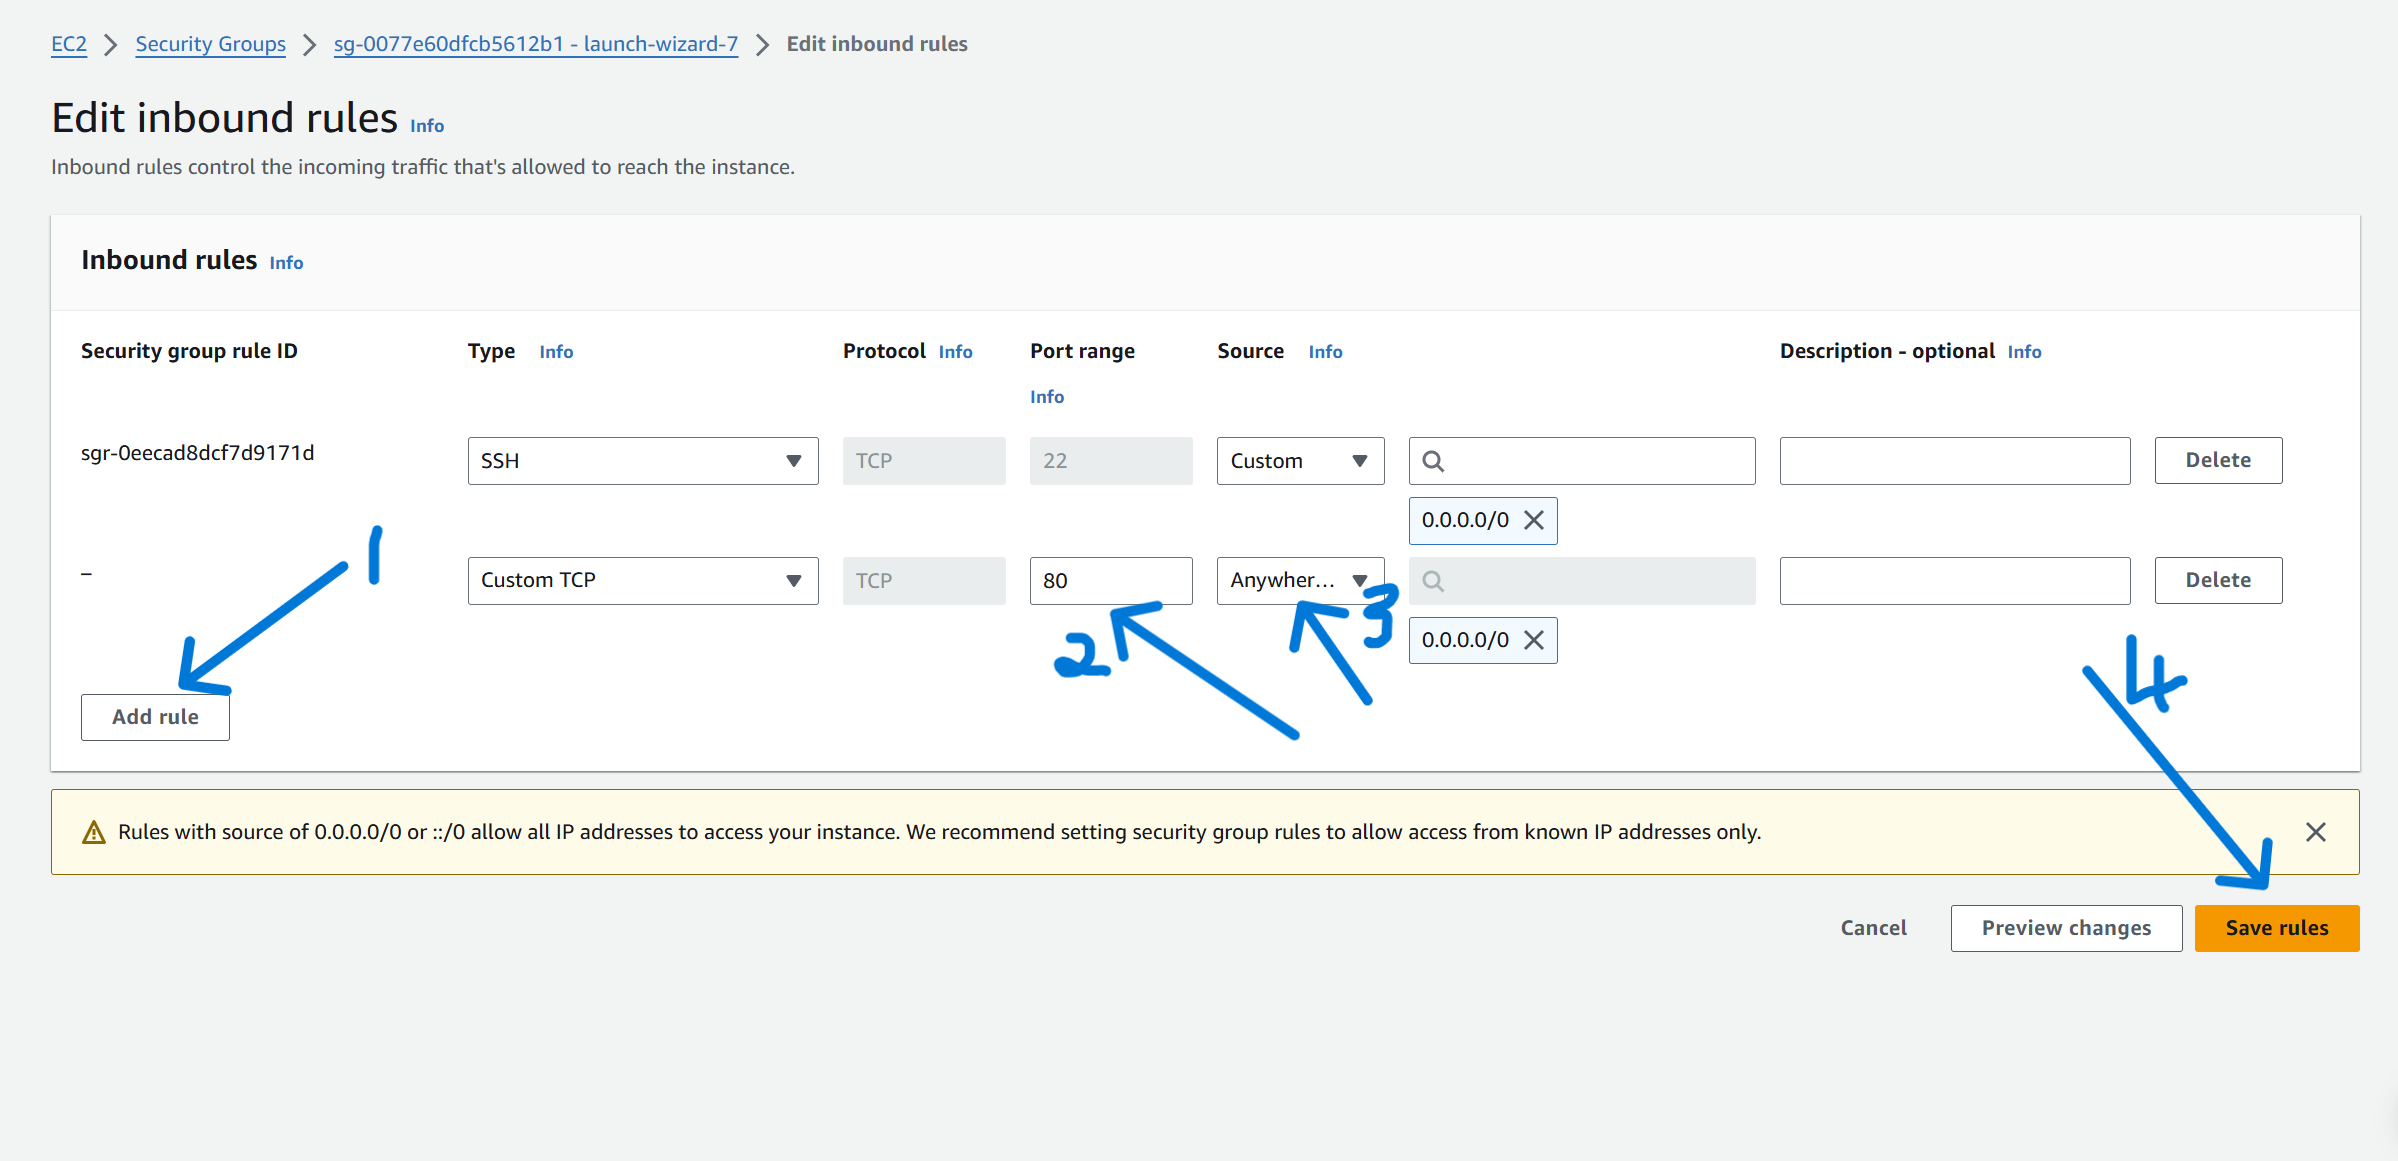 EC2 > Security Groups > sg-0077e60dfcb5612b1 - launch-wizard-7 > Edit inbound rules
Edit inbound rules Info
Inbound rules control the incoming traffic that's allowed to reach the instance.
Inbound rules Info
Security group rule ID Type Info Protocol Info Port range Source Info Description - optional Info
Info
sgr-0eecad8dcf7d9171d SSH TCP 22 Custom Delete
0.0.0.0/0
1
– Custom TCP TCP 80 Anywher... Delete
2 3 0.0.0.0/0
4
Add rule
Rules with source of 0.0.0.0/0 or ::/0 allow all IP addresses to access your instance. We recommend setting security group rules to allow access from known IP addresses only.
Cancel Preview changes Save rules